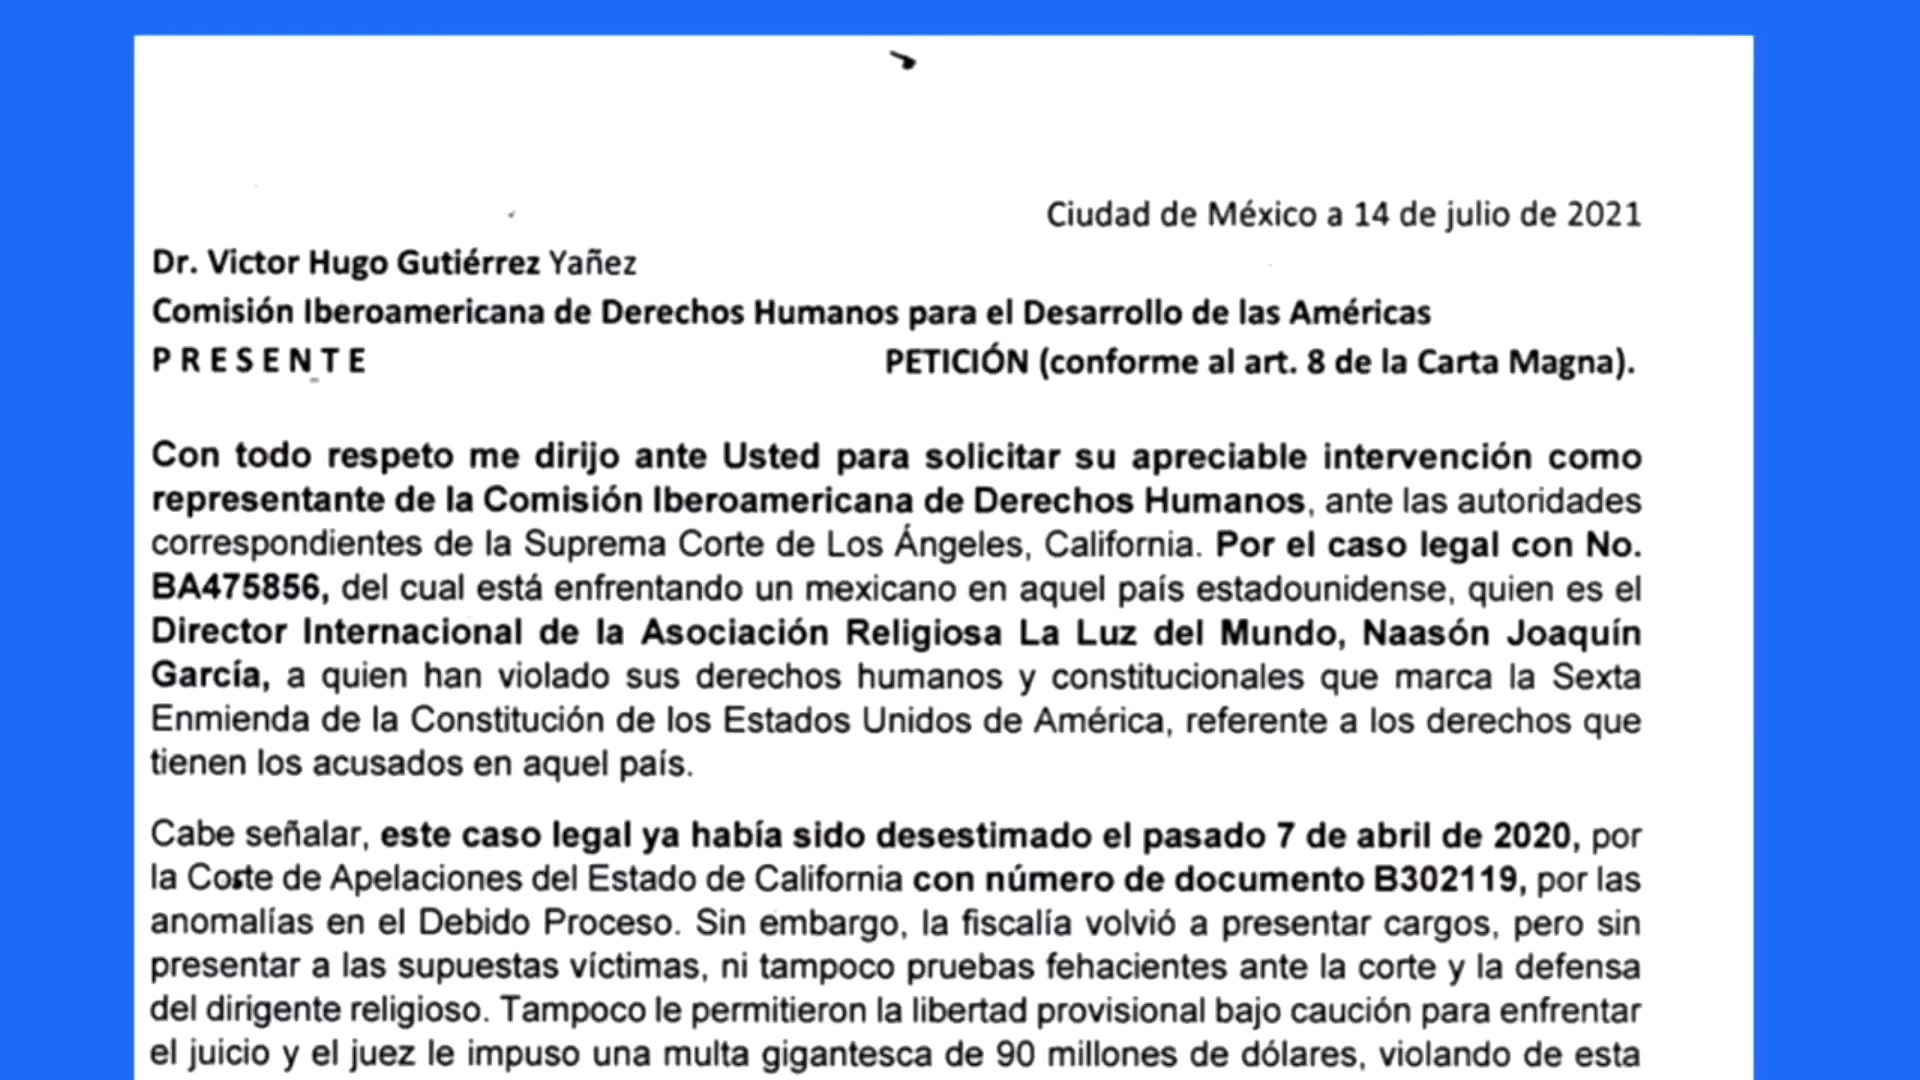 Ciudad de México a 14 de julio de 2021
Dr. Victor Hugo Gutiérrez Yañez
Comisión Iberoamericana de Derechos Humanos para el Desarrollo de las Américas
P R E S E N T E PETICIÓN (conforme al art. 8 de la Carta Magna).
Con todo respeto me dirijo ante Usted para solicitar su apreciable intervención como
representante de la Comisión Iberoamericana de Derechos Humanos, ante las autoridades
correspondientes de la Suprema Corte de Los Ángeles, California. Por el caso legal con No.
BA475856, del cual está enfrentando un mexicano en aquel país estadounidense, quien es el
Director Internacional de la Asociación Religiosa La Luz del Mundo, Naasón Joaquín
García, a quien han violado sus derechos humanos y constitucionales que marca la Sexta
Enmienda de la Constitución de los Estados Unidos de América, referente a los derechos que
tienen los acusados en aquel país.
Cabe señalar, este caso legal ya había sido desestimado el pasado 7 de abril de 2020, por
la Corte de Apelaciones del Estado de California con número de documento B302119, por las
anomalías en el Debido Proceso. Sin embargo, la fiscalía volvió a presentar cargos, pero sin
presentar a las supuestas víctimas, ni tampoco pruebas fehacientes ante la corte y la defensa
del dirigente religioso. Tampoco le permitieron la libertad provisional bajo caución para enfrentar
el juicio y el juez le impuso una multa gigantesca de 90 millones de dólares, violando de esta